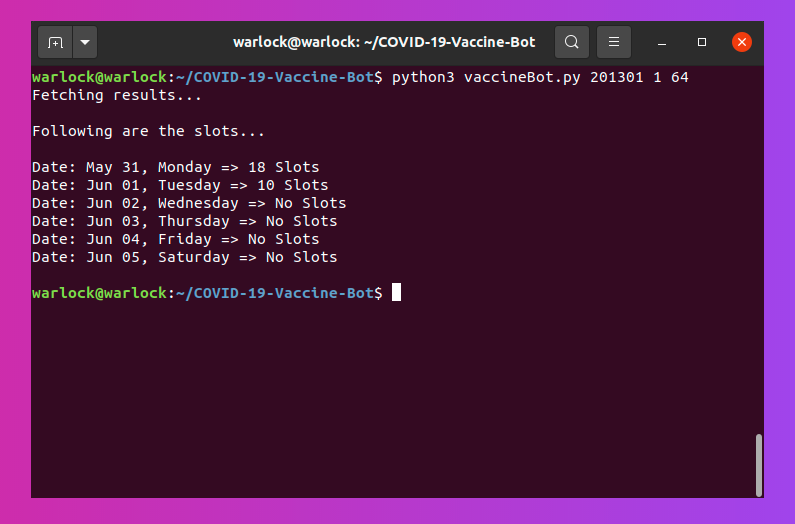 warlock@warlock: ~/COVID-19-Vaccine-Bot
warlock@warlock:~/COVID-19-Vaccine-Bot$ python3 vaccineBot.py 201301 1 64
Fetching results...
Following are the slots...
Date: May 31, Monday => 18 Slots
Date: Jun 01, Tuesday => 10 Slots
Date: Jun 02, Wednesday => No Slots
Date: Jun 03, Thursday => No Slots
Date: Jun 04, Friday => No Slots
Date: Jun 05, Saturday => No Slots
warlock@warlock:~/COVID-19-Vaccine-Bot$